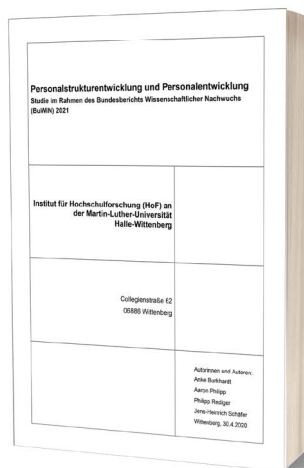 Personalstrukturentwicklung und Personalentwicklung
Studie im Rahmen des Bundesberichts Wissenschaftlicher Nachwuchs
(BuWiN) 2021
Institut für Hochschulforschung (HoF) an
der Martin-Luther-Universität
Halle-Wittenberg
Collegienstraße 62
06886 Wittenberg
Autorinnen und Autoren:
Anke Burkhardt
Aaron Philipp
Philipp Rediger
Jens-Heinrich Schäfer
Wittenberg, 30.4.2020